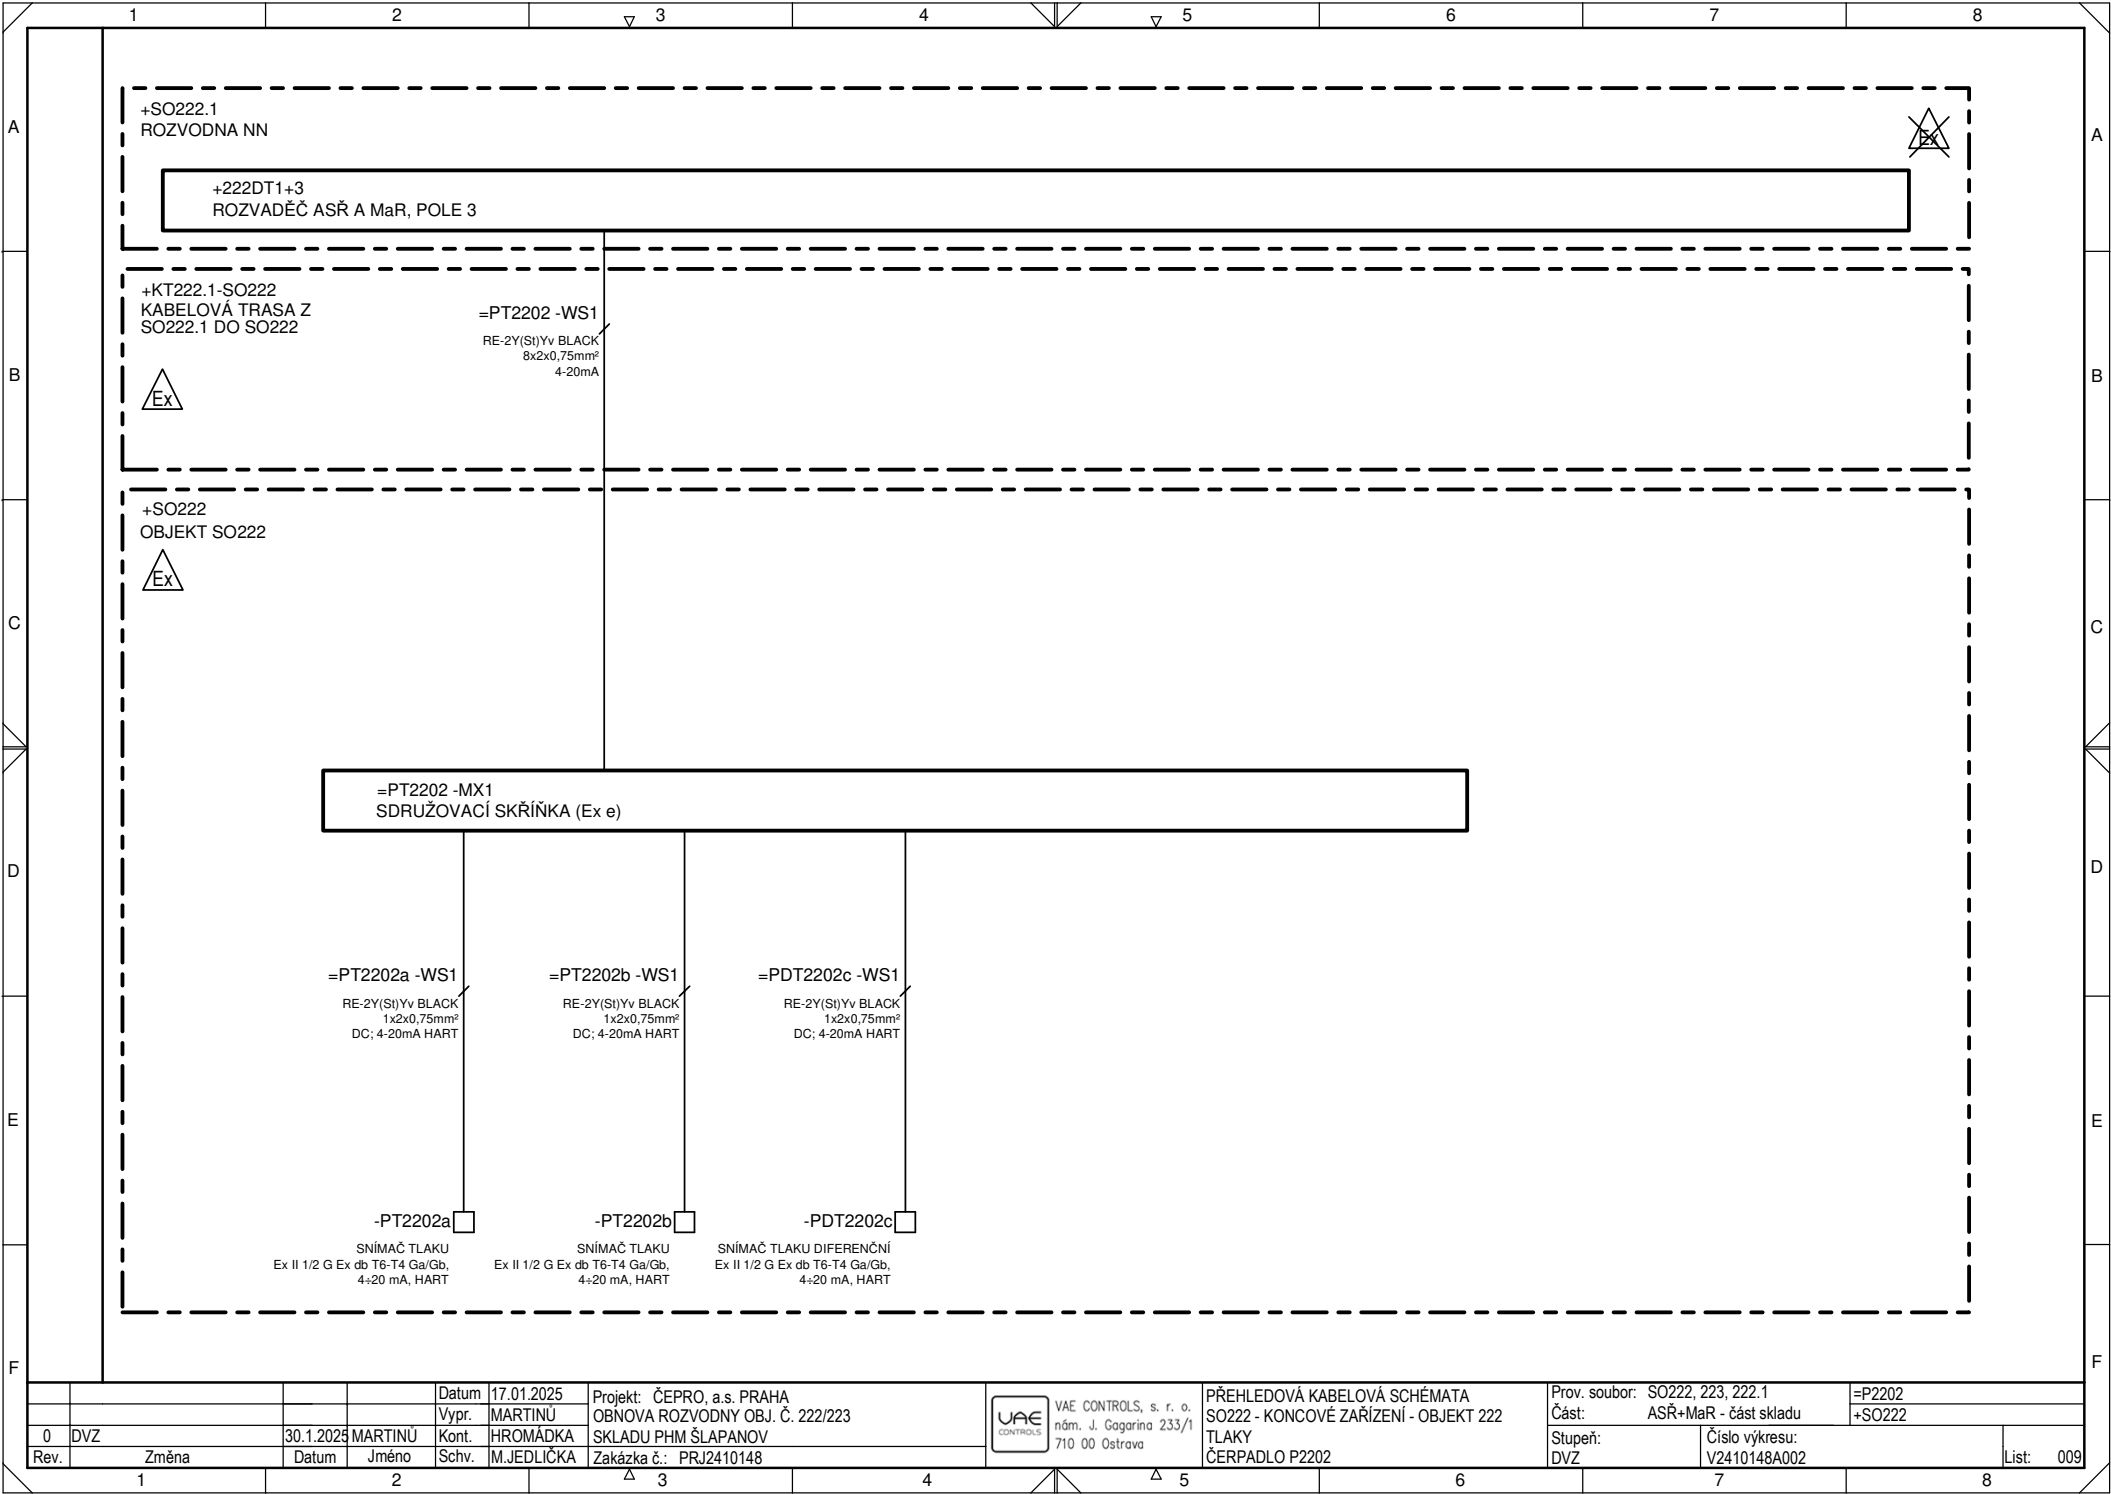 1 2 3 4 5 6 7 8
A A
+SO222.1
ROZVODNA NN
Ex
+222DT1+3
ROZVADĚČ ASŘ A MaR, POLE 3
B B
+KT222.1-SO222
KABELOVÁ TRASA Z
SO222.1 DO SO222
Ex
=PT2202 -WS1
RE-2Y(St)Yv BLACK
8x2x0,75mm²
4-20mA
C C
+SO222
OBJEKT SO222
Ex
D D
=PT2202 -MX1
SDRUŽOVACÍ SKŘÍŇKA (Ex e)
=PT2202a -WS1
RE-2Y(St)Yv BLACK
1x2x0,75mm²
DC; 4-20mA HART
=PT2202b -WS1
RE-2Y(St)Yv BLACK
1x2x0,75mm²
DC; 4-20mA HART
=PDT2202c -WS1
RE-2Y(St)Yv BLACK
1x2x0,75mm²
DC; 4-20mA HART
E E
-PT2202a
SNÍMAČ TLAKU
Ex II 1/2 G Ex db T6-T4 Ga/Gb,
4÷20 mA, HART
-PT2202b
SNÍMAČ TLAKU
Ex II 1/2 G Ex db T6-T4 Ga/Gb,
4÷20 mA, HART
-PDT2202c
SNÍMAČ TLAKU DIFERENČNÍ
Ex II 1/2 G Ex db T6-T4 Ga/Gb,
4÷20 mA, HART
F F
0 DVZ 30.1.2025 MARTINŮ
Rev. Změna Datum Jméno
Datum 17.01.2025
Vypr. MARTINŮ
Kont. HROMÁDKA
Schv. M.JEDLIČKA
Projekt: ČEPRO, a.s. PRAHA
OBNOVA ROZVODNY OBJ. Č. 222/223
SKLADU PHM ŠLAPANOV
Zakázka č.: PRJ2410148
UAE
CONTROLS
VAE CONTROLS, s. r. o.
nám. J. Gagarina 233/1
710 00 Ostrava
PŘEHLEDOVÁ KABELOVÁ SCHÉMATA
SO222 - KONCOVÉ ZAŘÍZENÍ - OBJEKT 222
TLAKY
ČERPADLO P2202
Prov. soubor: SO222, 223, 222.1
Část: ASŘ+MaR - část skladu
Stupeň:
DVZ
Číslo výkresu:
V2410148A002
=P2202
+SO222
List: 009
1 2 3 4 5 6 7 8